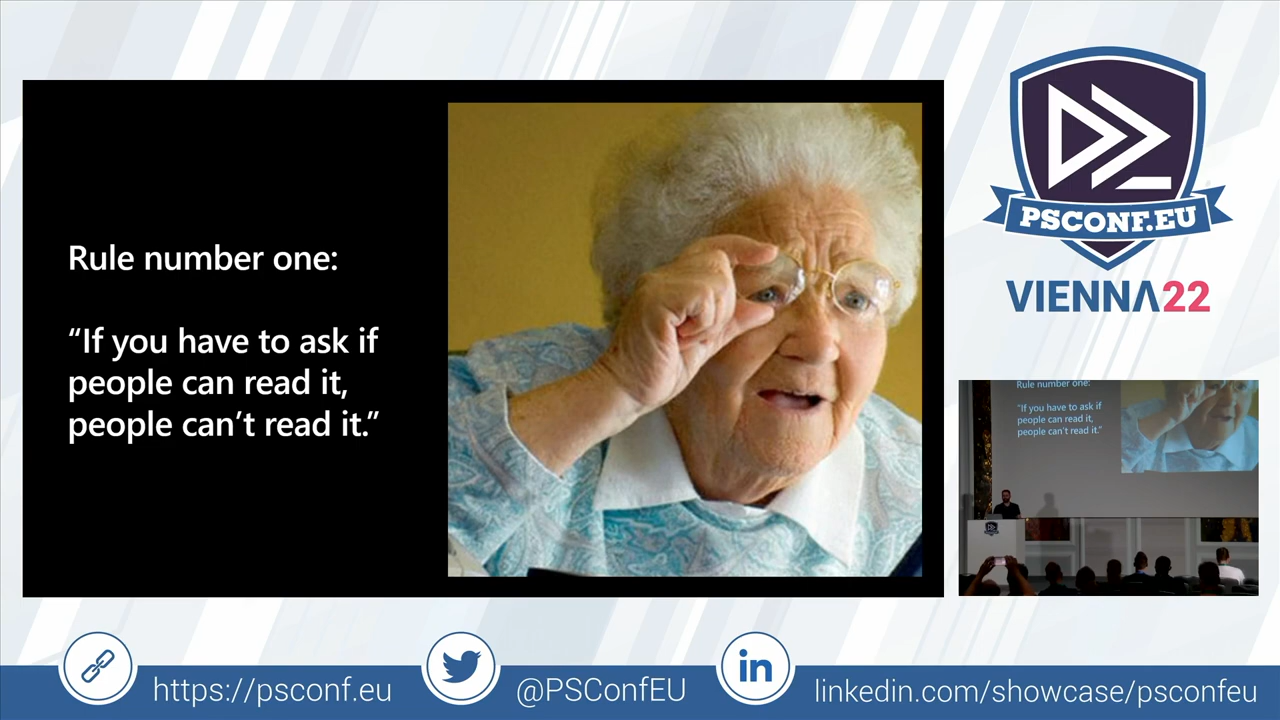 Rule number one:
“If you have to ask if
people can read it,
people can’t read it.”
PSCONF.EU
VIENNA22
Rule number one:
“If you have to ask if
people can read it,
people can’t read it.”
https://psconf.eu
@PSConfEU
in
linkedin.com/showcase/psconfeu